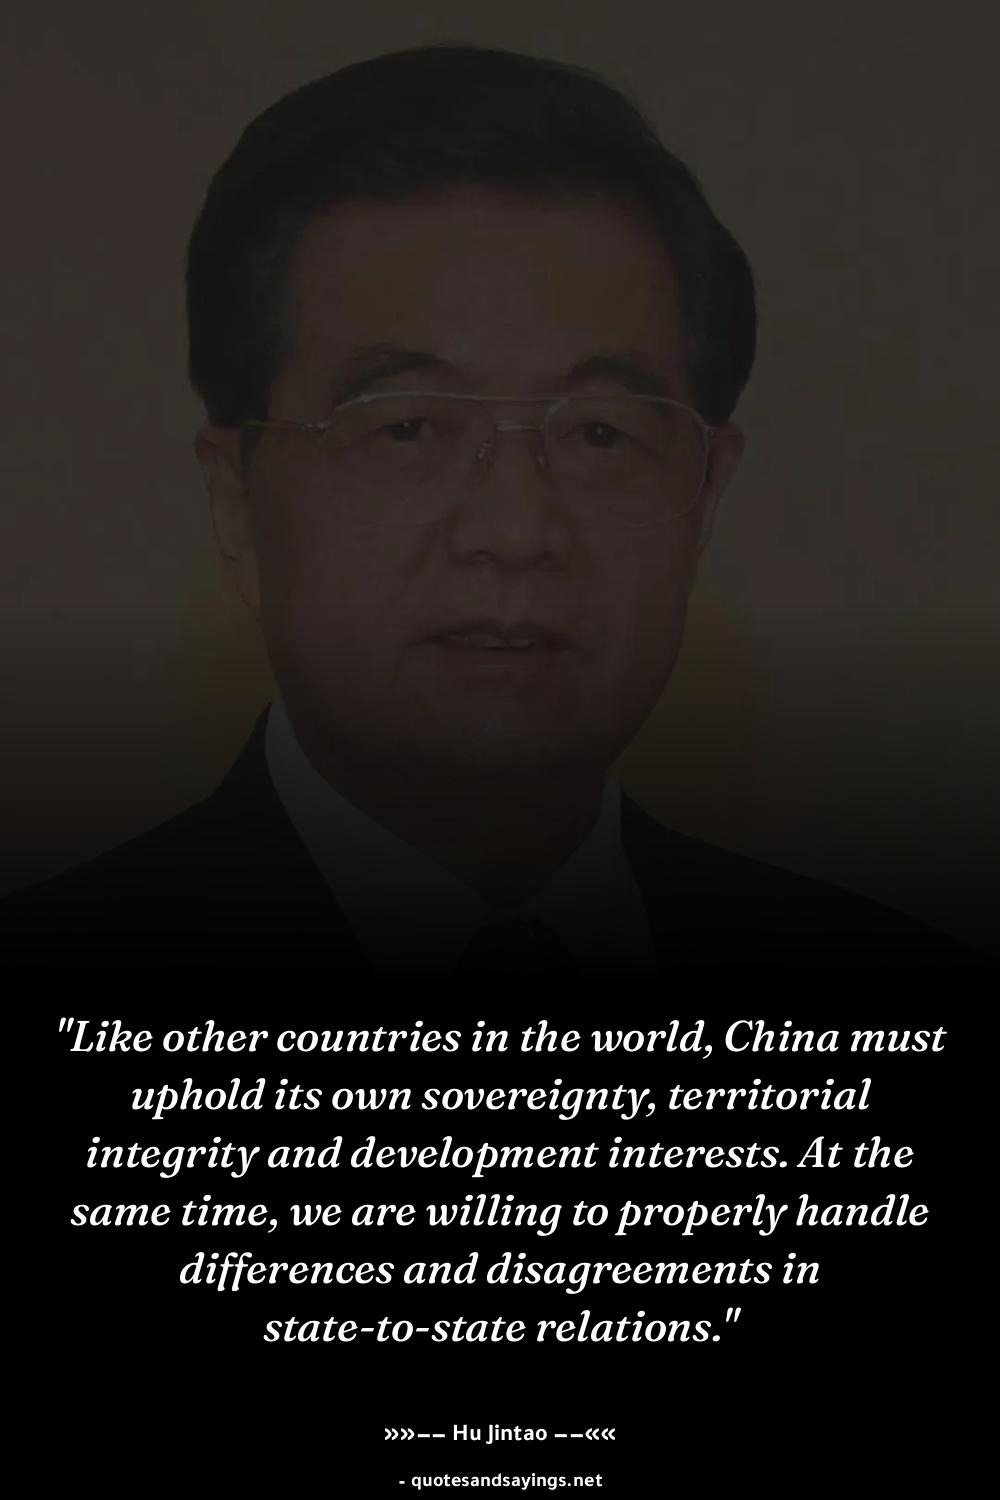 "Like other countries in the world, China must
uphold its own sovereignty, territorial
integrity and development interests. At the
same time, we are willing to properly handle
differences and disagreements in
state-to-state relations."
»»–– Hu Jintao ––««
- quotesandsayings.net